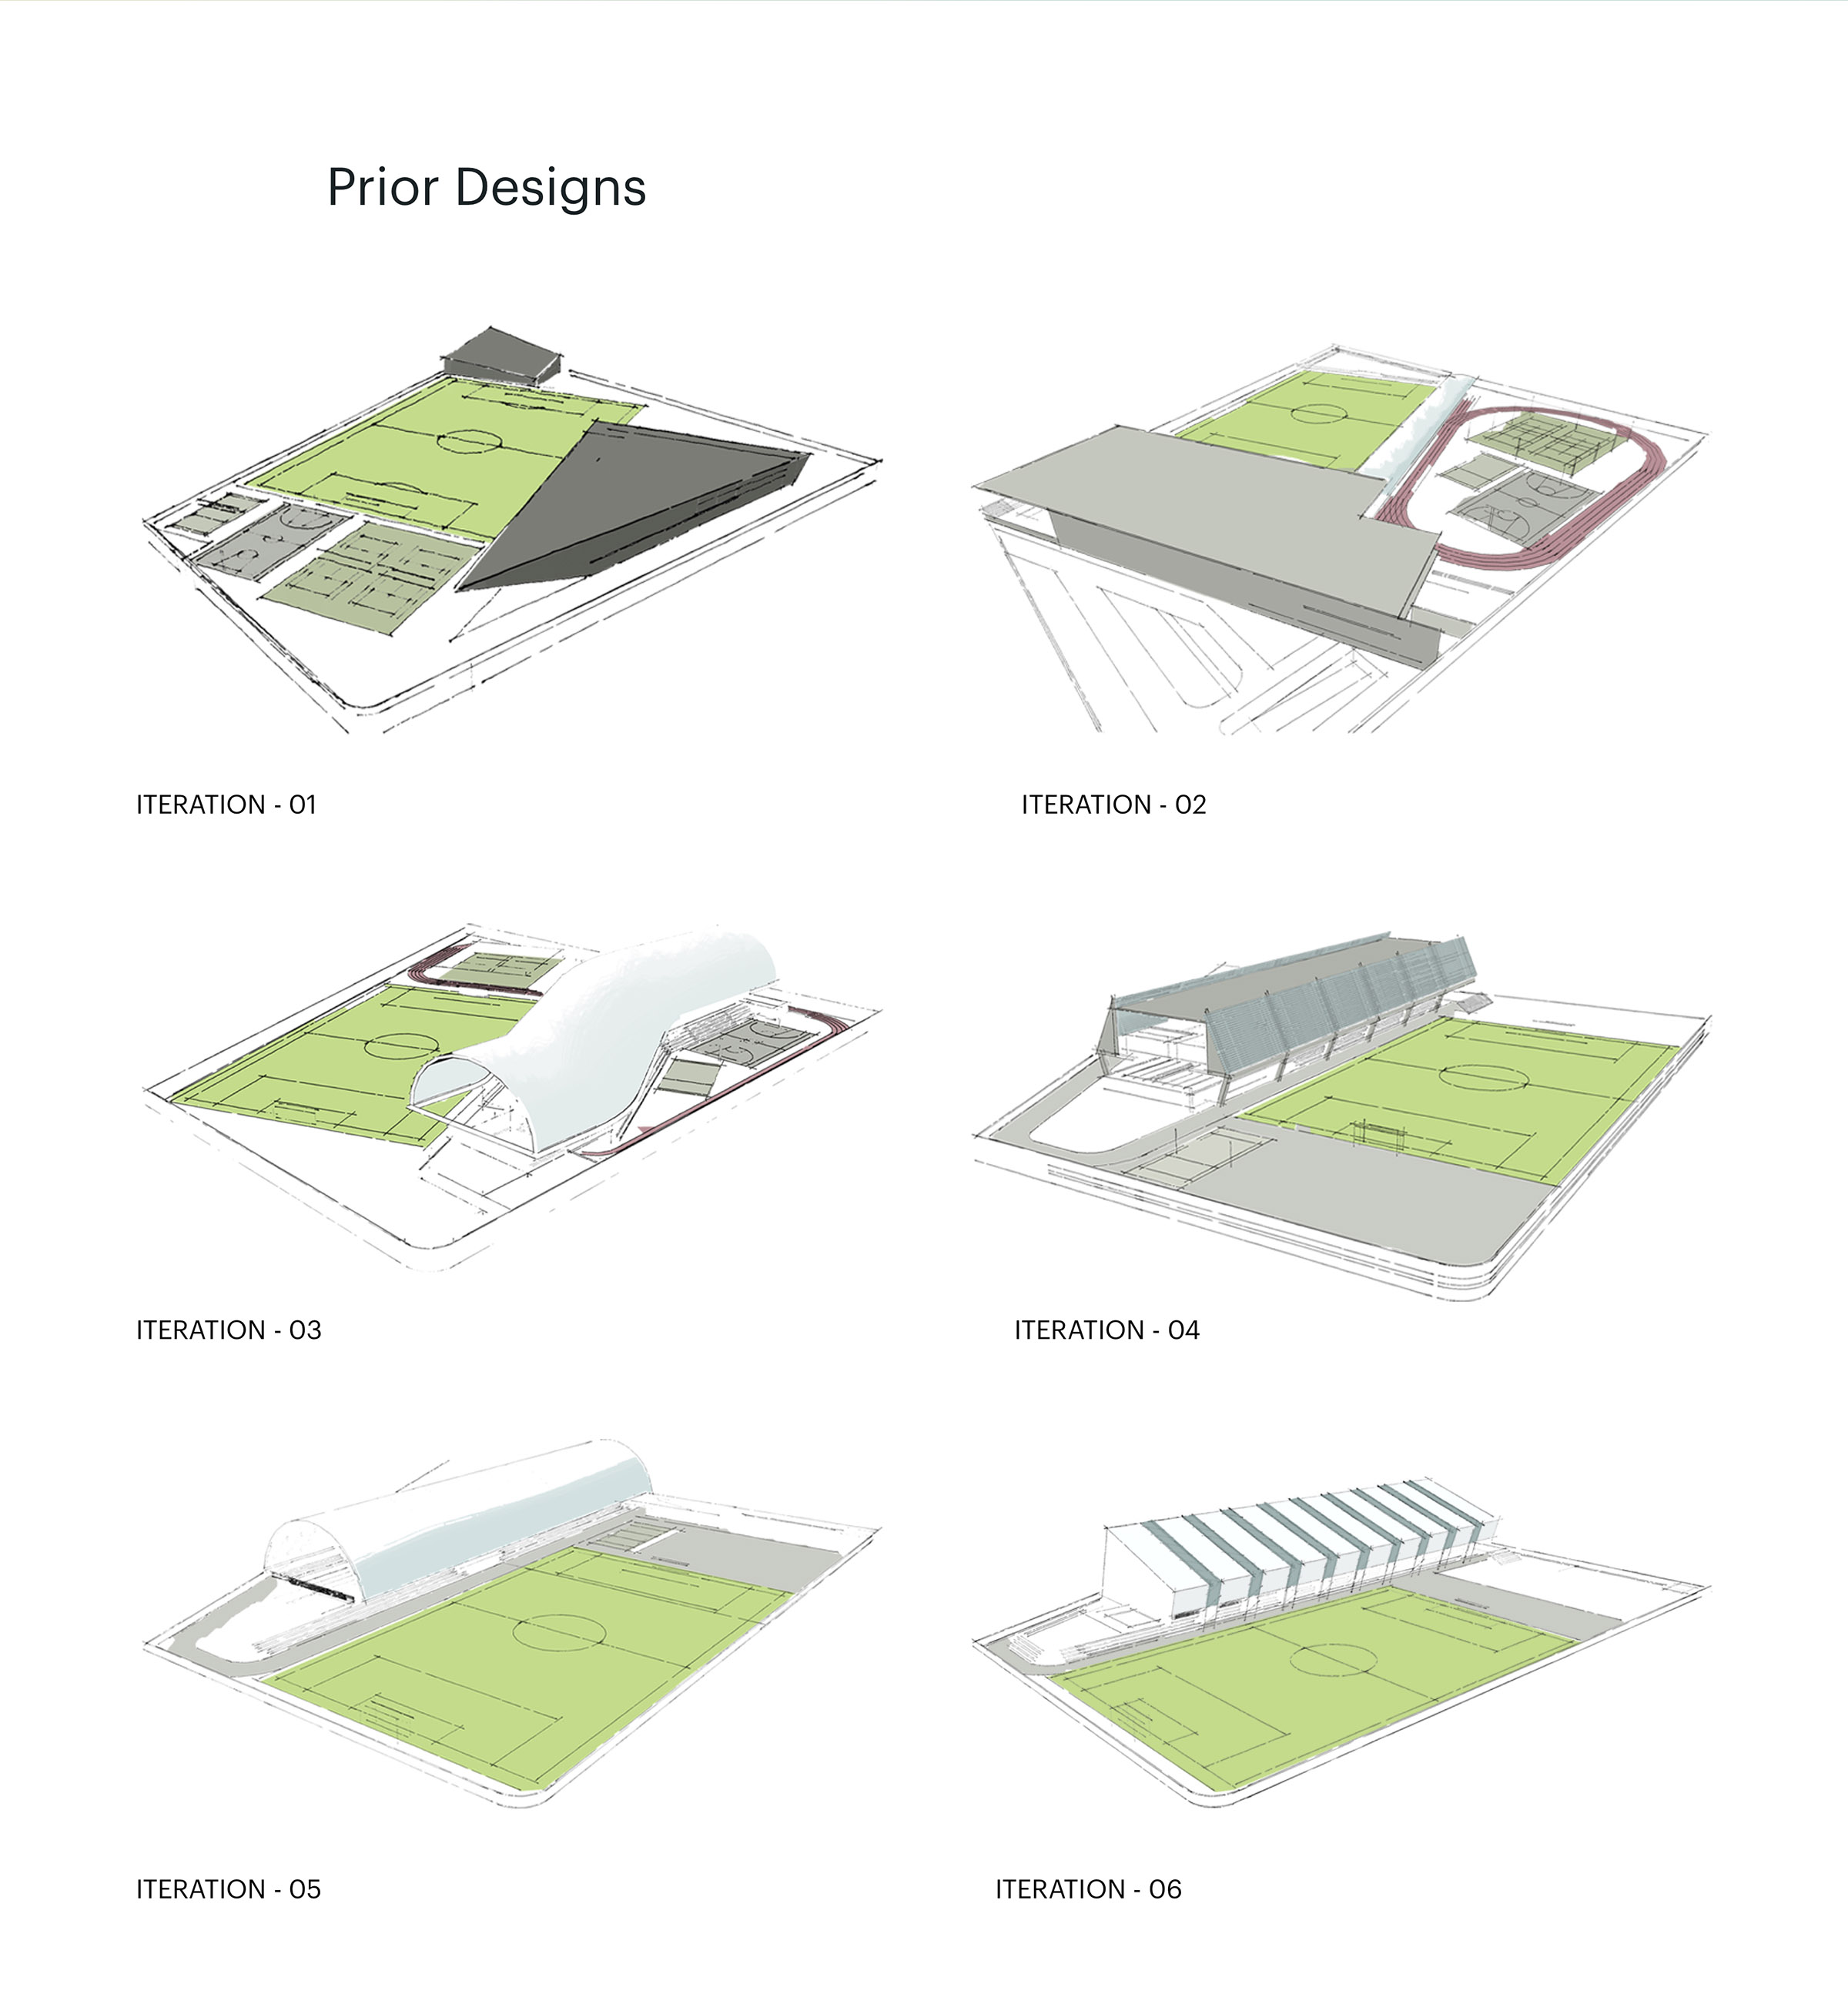 Prior Designs
ITERATION - 01
ITERATION - 02
ITERATION - 03
ITERATION - 04
ITERATION - 05
ITERATION - 06